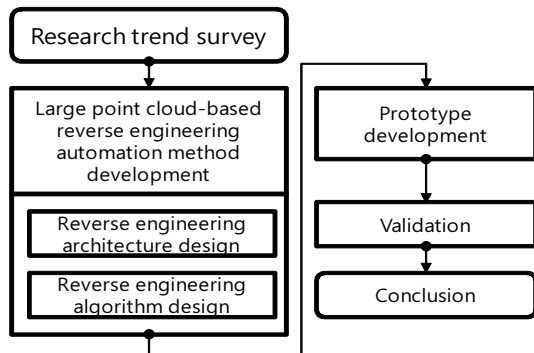 Research trend survey
Large point cloud-based
reverse engineering
automation method
development
Reverse engineering
architecture design
Reverse engineering
algorithm design
Prototype
development
Validation
Conclusion